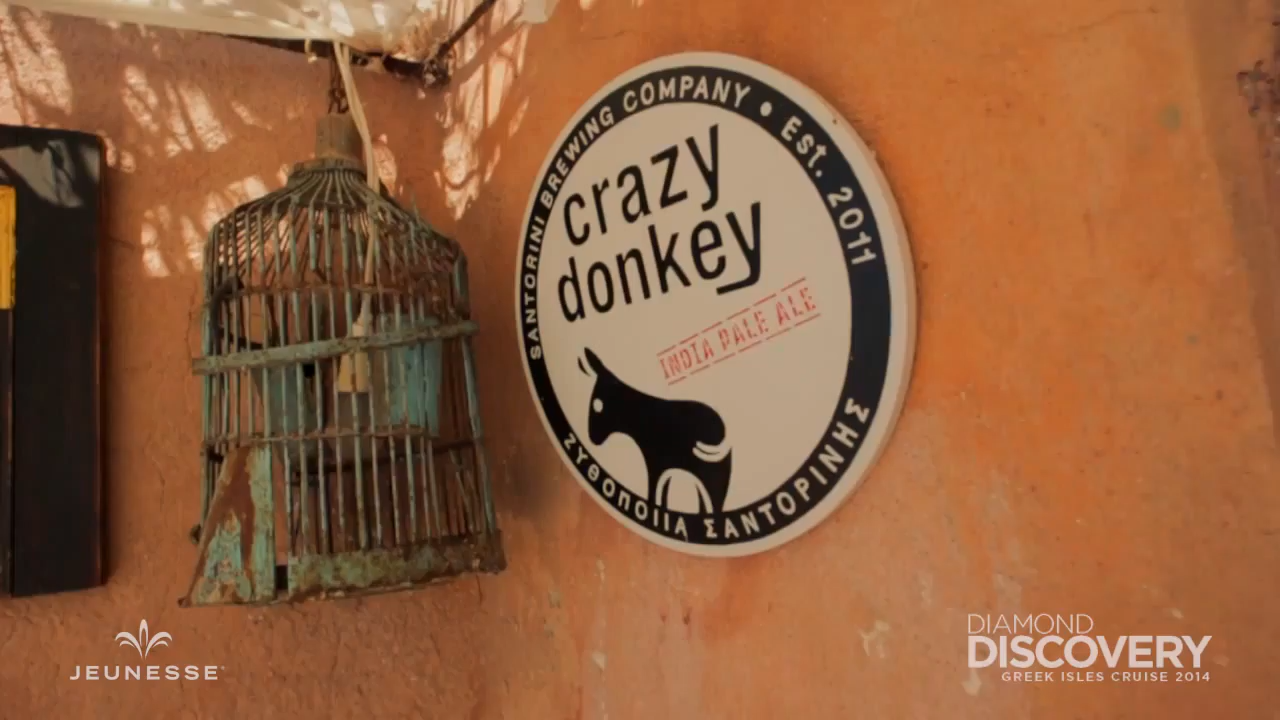 SANTORINI BREWING COMPANY • Est. 2011
crazy
donkey
INDIA PALE ALE
ΖΥΘΟΠΟΙΙΑ ΣΑΝΤΟΡΙΝΗΣ
JEUNESSE
DIAMOND
DISCOVERY
GREEK ISLES CRUISE 2014